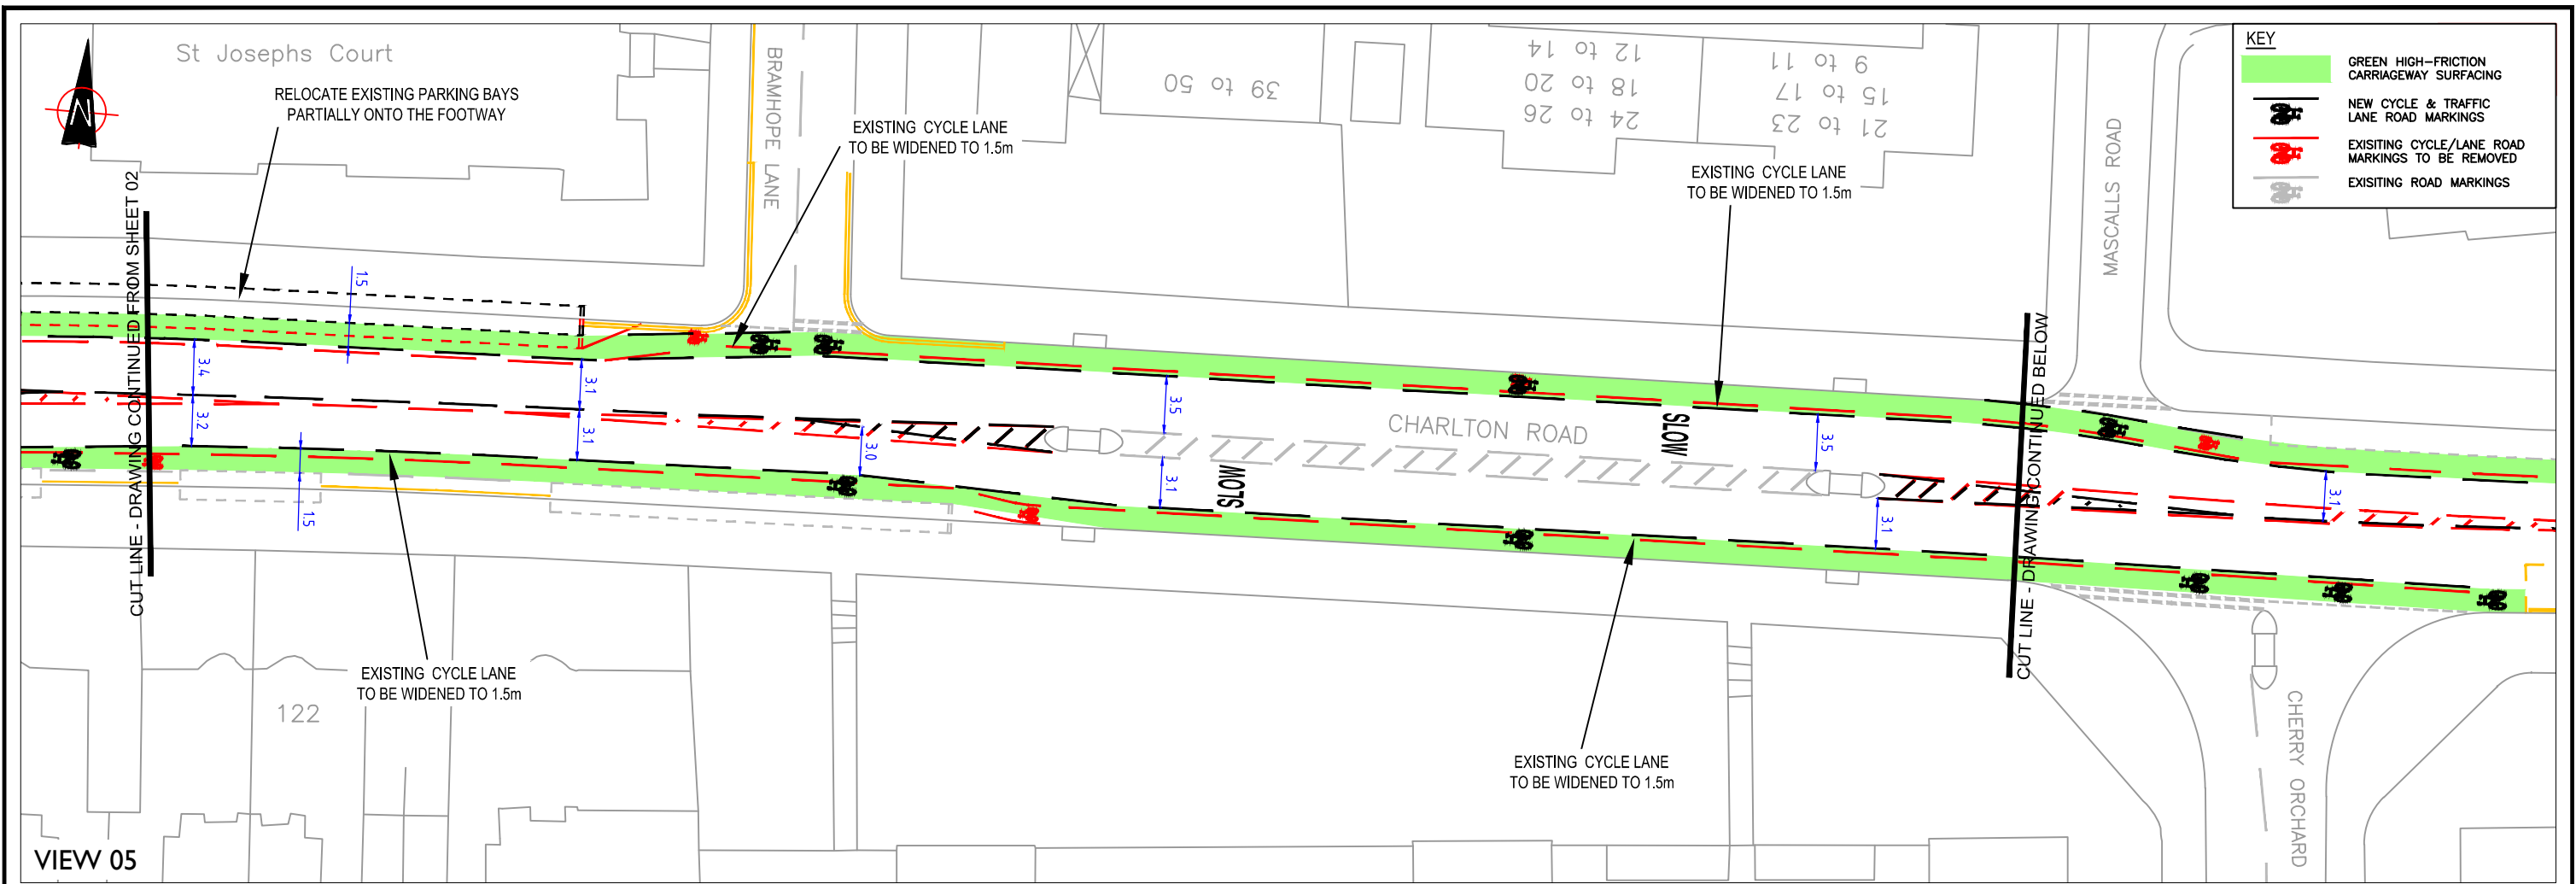 St Josephs Court
RELOCATE EXISTING PARKING BAYS
PARTIALLY ONTO THE FOOTWAY
N
BRAMHOPE LANE
EXISTING CYCLE LANE
TO BE WIDENED TO 1.5m
39 to 50
12 to 14
18 to 20
24 to 26
9 to 11
15 to 17
21 to 23
EXISTING CYCLE LANE
TO BE WIDENED TO 1.5m
MASCALLS ROAD
KEY
GREEN HIGH-FRICTION
CARRIAGEWAY SURFACING
NEW CYCLE & TRAFFIC
LANE ROAD MARKINGS
EXISITING CYCLE/LANE ROAD
MARKINGS TO BE REMOVED
EXISITING ROAD MARKINGS
CUT LINE - DRAWING CONTINUED FROM SHEET 02
1.5
3.4
3.2
1.5
3.1
3.1
3.0
3.5
3.1
SLOW
CHARLTON ROAD
SLOW
3.5
3.1
CUT LINE - DRAWING CONTINUED BELOW
3.1
EXISTING CYCLE LANE
TO BE WIDENED TO 1.5m
122
EXISTING CYCLE LANE
TO BE WIDENED TO 1.5m
CHERRY ORCHARD
VIEW 05